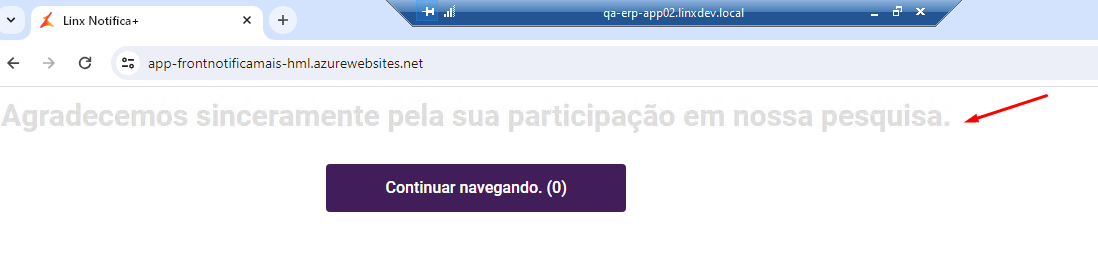 Linx Notifica+
qa-erp-app02.linxdev.local
app-frontnotificamais-hml.azurewebsites.net
Agradecemos sinceramente pela sua participação em nossa pesquisa.
Continuar navegando. (0)